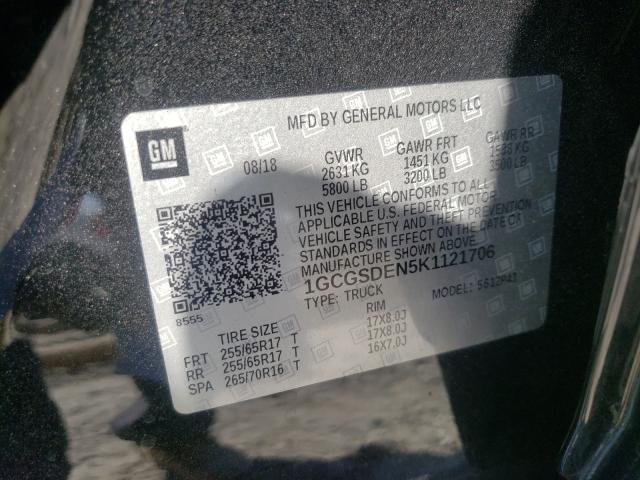 MFD BY GENERAL MOTORS LLC
GM
08/18
GVWR GAWR FRT GAWR RR
2631 KG 1451 KG 1588 KG
5800 LB 3200 LB 3500 LB
THIS VEHICLE CONFORMS TO ALL
APPLICABLE U.S. FEDERAL MOTOR
VEHICLE SAFETY AND THEFT PREVENTION
STANDARDS IN EFFECT ON THE DATE OF
MANUFACTURE SHOWN ABOVE.
1GCGSDEN5K1121706
TYPE: TRUCK MODEL:
8555
TIRE SIZE RIM
FRT 255/65R17 T 17X8.0J
RR 255/65R17 T 17X8.0J
SPA 265/70R16 T 16X7.0J